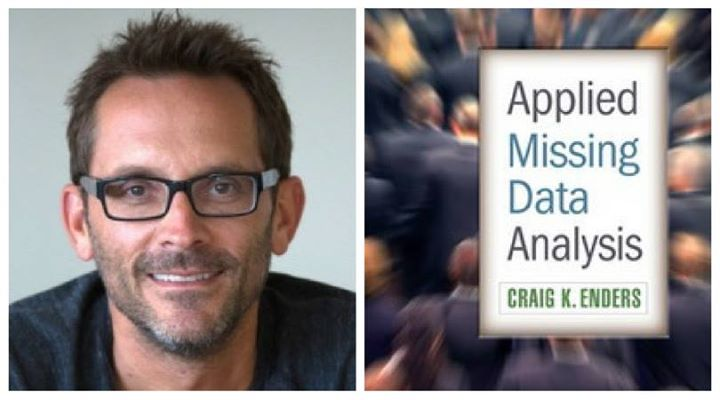 Applied
Missing
Data
Analysis
CRAIG K. ENDERS